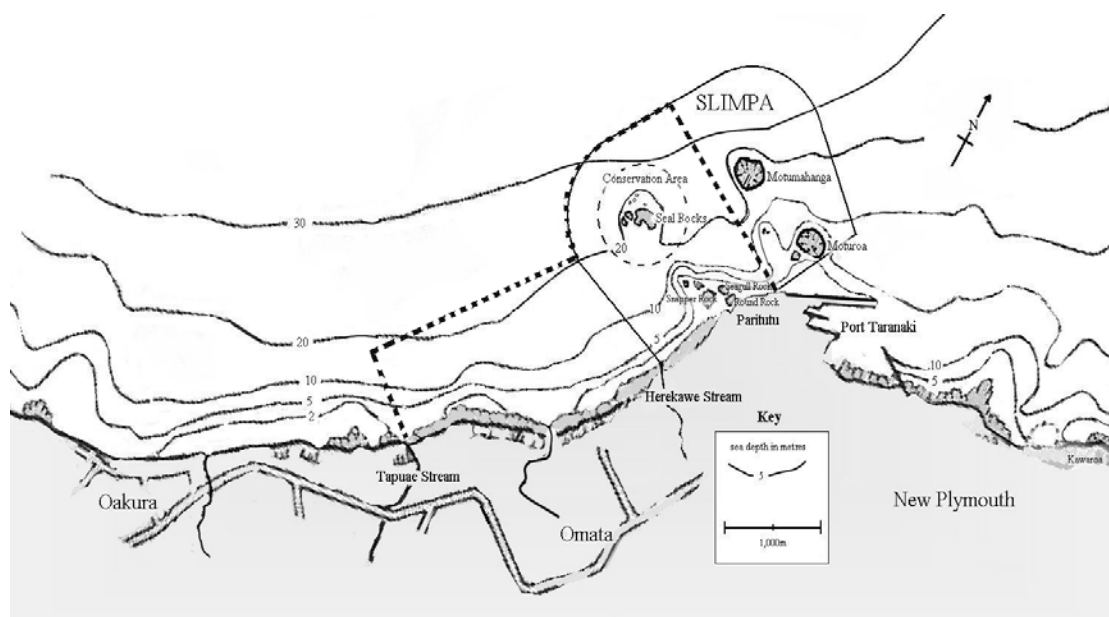 SLIMPA
N
Conservation Area
Motumahanga
Seal Rocks
30
20
Moturoa
Seagull Rock
Snapper Rock
Round Rock
10
Paritutu
Port Taranaki
5
20
10
10
5
5
2
Herekawe Stream
Key
sea depth in metres
5
1,000m
Kawaroa
Tapuae Stream
Oakura
Omata
New Plymouth